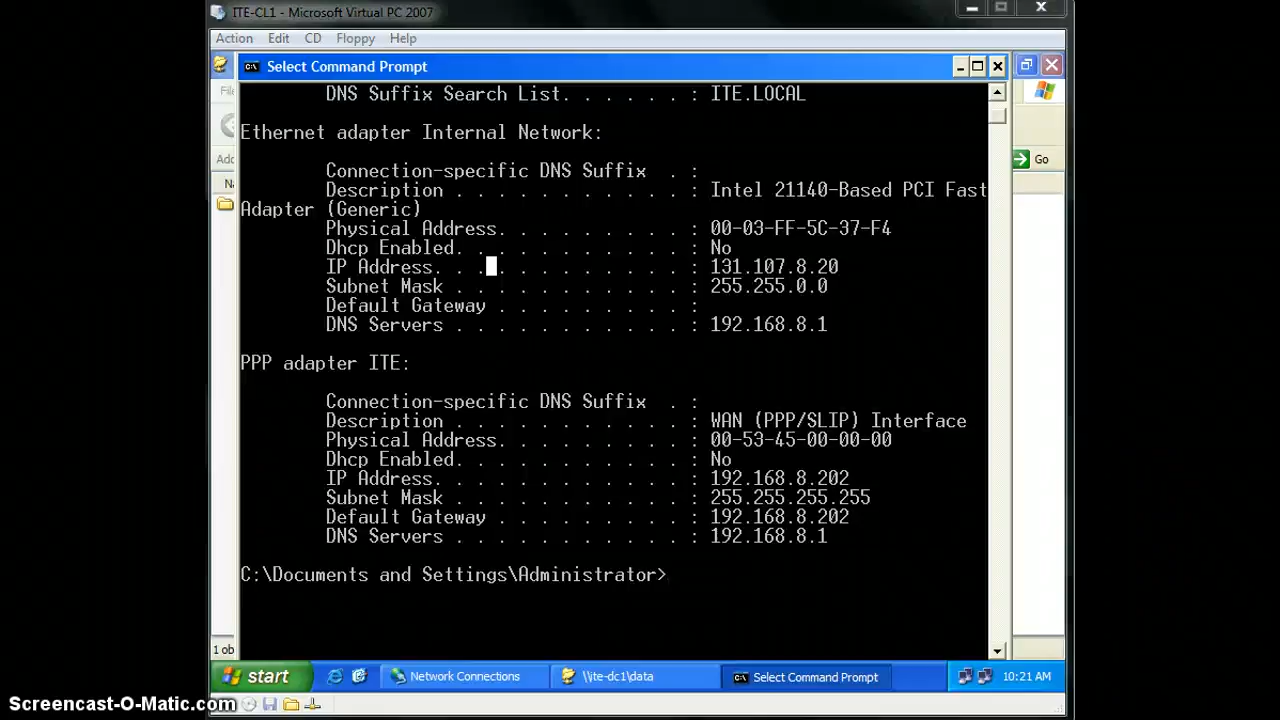 ITE-CL1 - Microsoft Virtual PC 2007
Action Edit CD Floppy Help
Select Command Prompt
DNS Suffix Search List. . . . . . : ITE.LOCAL
Ethernet adapter Internal Network:
Connection-specific DNS Suffix . :
Description . . . . . . . . . . . : Intel 21140-Based PCI Fast
Adapter (Generic)
Physical Address. . . . . . . . . : 00-03-FF-5C-37-F4
Dhcp Enabled. . . . . . . . . . . : No
IP Address. . . . . . . . . . . . : 131.107.8.20
Subnet Mask . . . . . . . . . . . : 255.255.0.0
Default Gateway . . . . . . . . . :
DNS Servers . . . . . . . . . . . : 192.168.8.1
PPP adapter ITE:
Connection-specific DNS Suffix . :
Description . . . . . . . . . . . : WAN (PPP/SLIP) Interface
Physical Address. . . . . . . . . : 00-53-45-00-00-00
Dhcp Enabled. . . . . . . . . . . : No
IP Address. . . . . . . . . . . . : 192.168.8.202
Subnet Mask . . . . . . . . . . . : 255.255.255.255
Default Gateway . . . . . . . . . : 192.168.8.202
DNS Servers . . . . . . . . . . . : 192.168.8.1
C:\Documents and Settings\Administrator>
Go
1 ob
start Network Connections \\ite-dc1\data Select Command Prompt 10:21 AM
Screencast-O-Matic.com